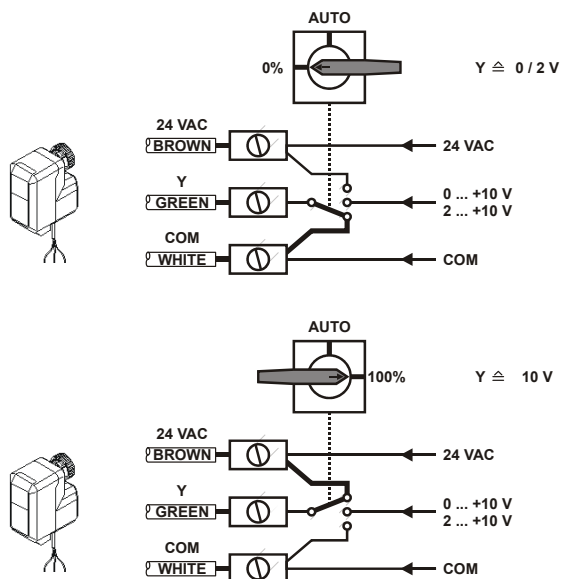 AUTO
0%
Y ≙ 0 / 2 V
24 VAC
BROWN
24 VAC
Y
GREEN
0 ... +10 V
2 ... +10 V
COM
WHITE
COM
AUTO
100%
Y ≙ 10 V
24 VAC
BROWN
24 VAC
Y
GREEN
0 ... +10 V
2 ... +10 V
COM
WHITE
COM